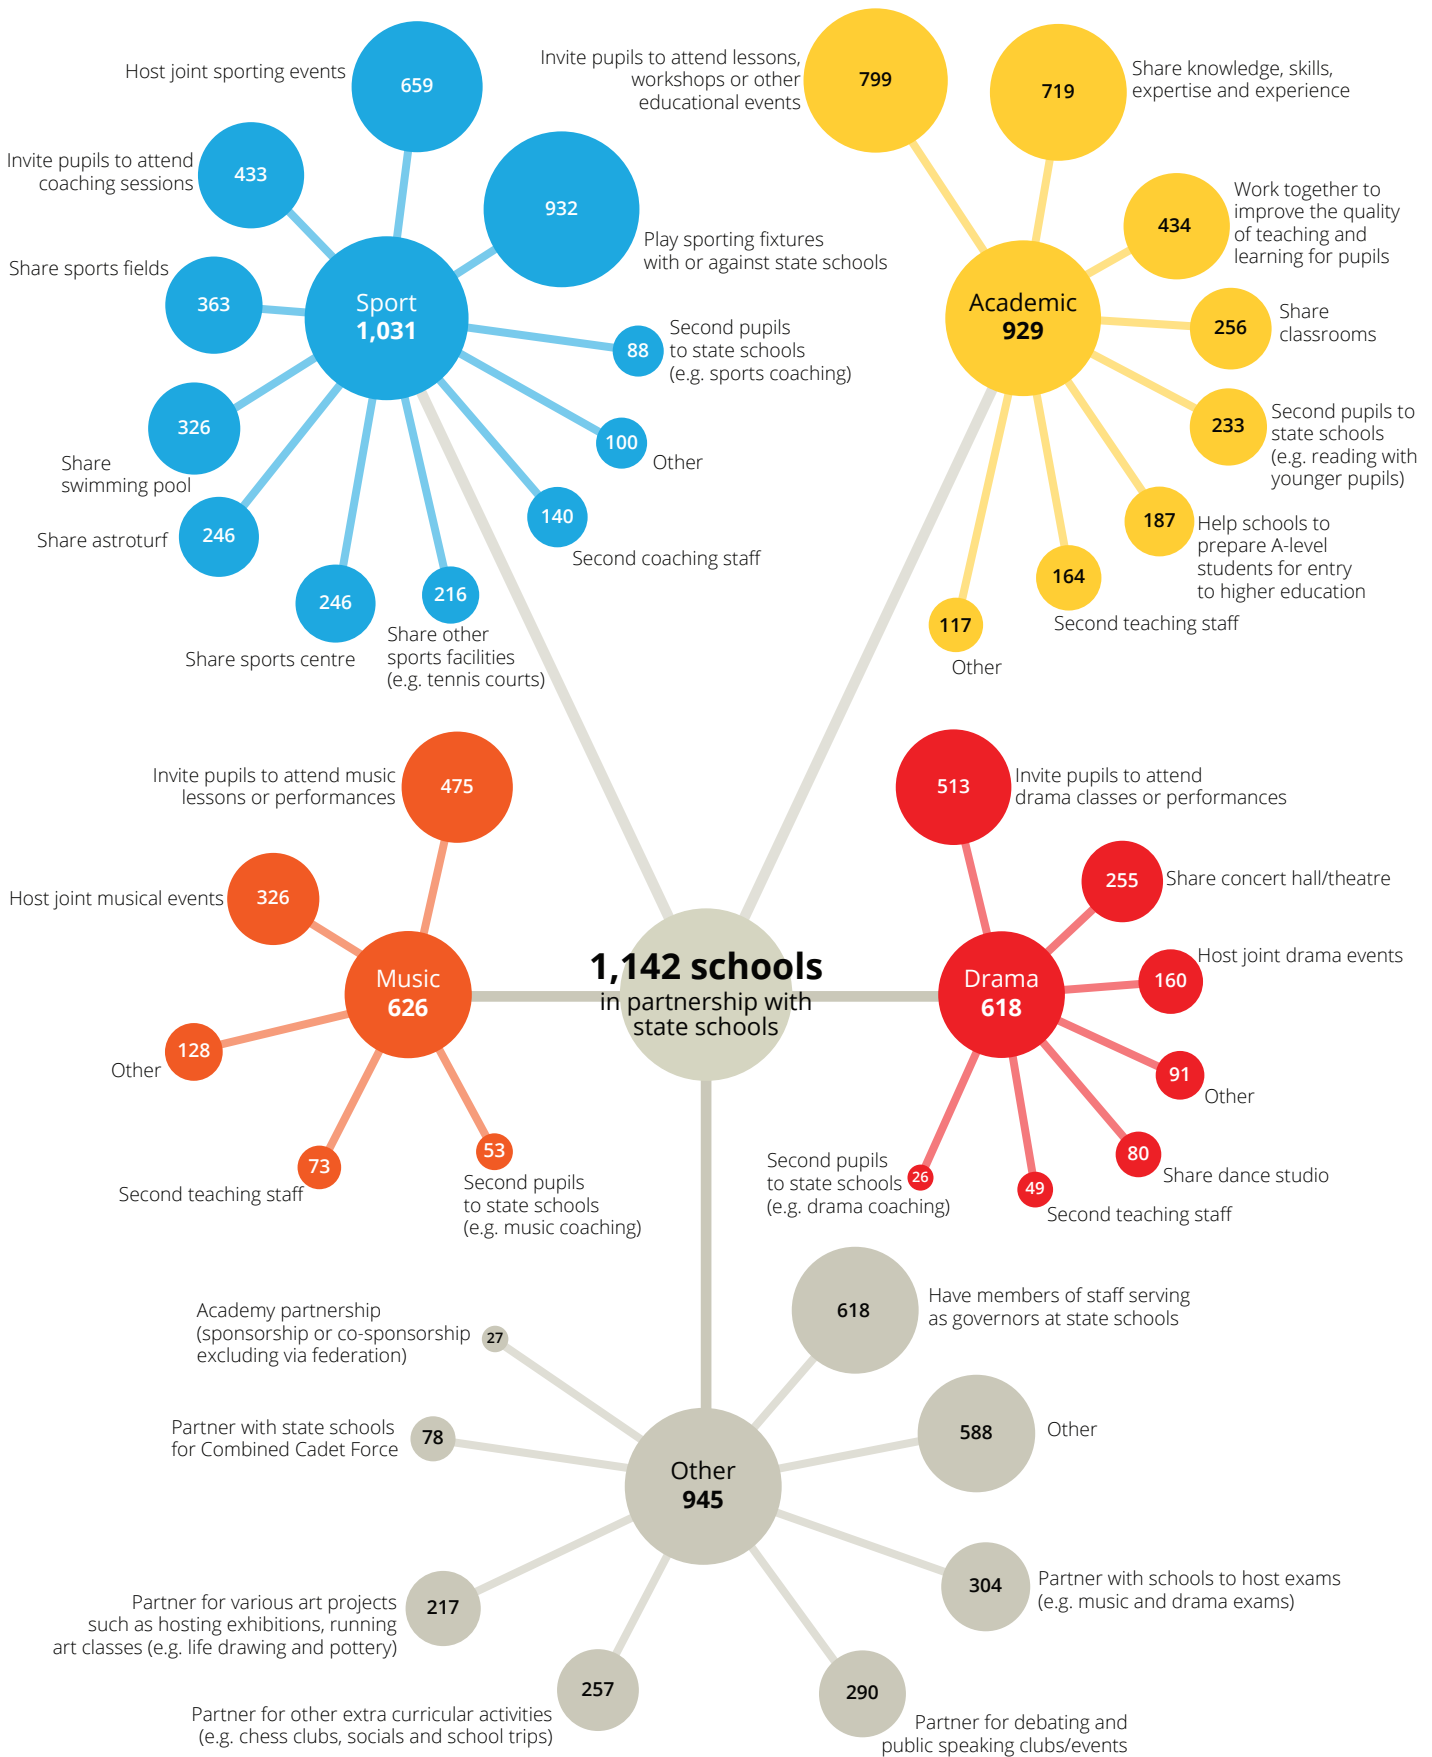 Host joint sporting events
659
Invite pupils to attend
coaching sessions
433
932
Play sporting fixtures
with or against state schools
Share sports fields
363
Sport
1,031
88
Second pupils
to state schools
(e.g. sports coaching)
326
Share
swimming pool
100
Other
Share astroturf
246
140
Second coaching staff
246
Share sports centre
216
Share other
sports facilities
(e.g. tennis courts)
Invite pupils to attend lessons,
workshops or other
educational events
799
719
Share knowledge, skills,
expertise and experience
434
Work together to
improve the quality
of teaching and
learning for pupils
Academic
929
256
Share
classrooms
233
Second pupils to
state schools
(e.g. reading with
younger pupils)
187
Help schools to
prepare A-level
students for entry
to higher education
164
Second teaching staff
117
Other
Invite pupils to attend music
lessons or performances
475
Host joint musical events
326
Music
626
128
Other
73
Second teaching staff
53
Second pupils
to state schools
(e.g. music coaching)
1,142 schools
in partnership with
state schools
513
Invite pupils to attend
drama classes or performances
255
Share concert hall/theatre
Drama
618
160
Host joint drama events
91
Other
80
Share dance studio
49
Second teaching staff
Second pupils
to state schools
(e.g. drama coaching)
26
Academy partnership
(sponsorship or co-sponsorship
excluding via federation)
27
618
Have members of staff serving
as governors at state schools
Partner with state schools
for Combined Cadet Force
78
588
Other
Other
945
Partner for various art projects
such as hosting exhibitions, running
art classes (e.g. life drawing and pottery)
217
304
Partner with schools to host exams
(e.g. music and drama exams)
257
Partner for other extra curricular activities
(e.g. chess clubs, socials and school trips)
290
Partner for debating and
public speaking clubs/events